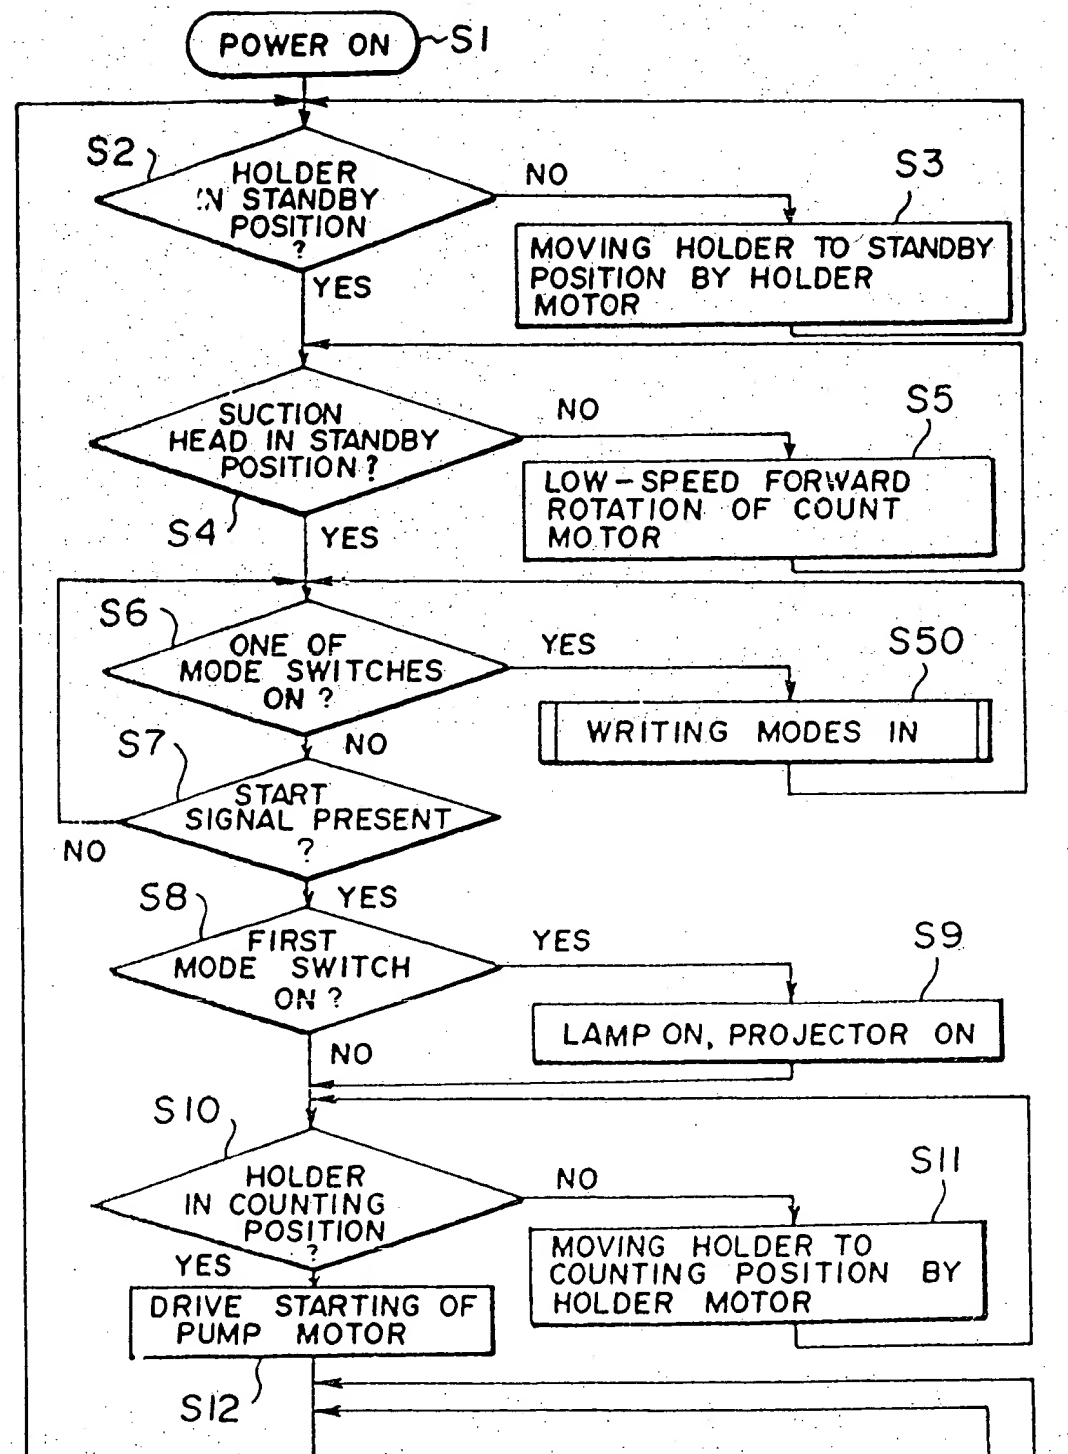 POWER ON
S1
S2
HOLDER
IN STANDBY
POSITION
?
NO
YES
S3
MOVING HOLDER TO STANDBY
POSITION BY HOLDER
MOTOR
SUCTION
HEAD IN STANDBY
POSITION?
S4
NO
YES
S5
LOW-SPEED FORWARD
ROTATION OF COUNT
MOTOR
S6
ONE OF
MODE SWITCHES
ON ?
YES
NO
S50
WRITING MODES IN
S7
START
SIGNAL PRESENT
?
NO
YES
S8
FIRST
MODE SWITCH
ON ?
YES
NO
S9
LAMP ON, PROJECTOR ON
S10
HOLDER
IN COUNTING
POSITION
?
NO
YES
S11
MOVING HOLDER TO
COUNTING POSITION BY
HOLDER MOTOR
DRIVE STARTING OF
PUMP MOTOR
S12